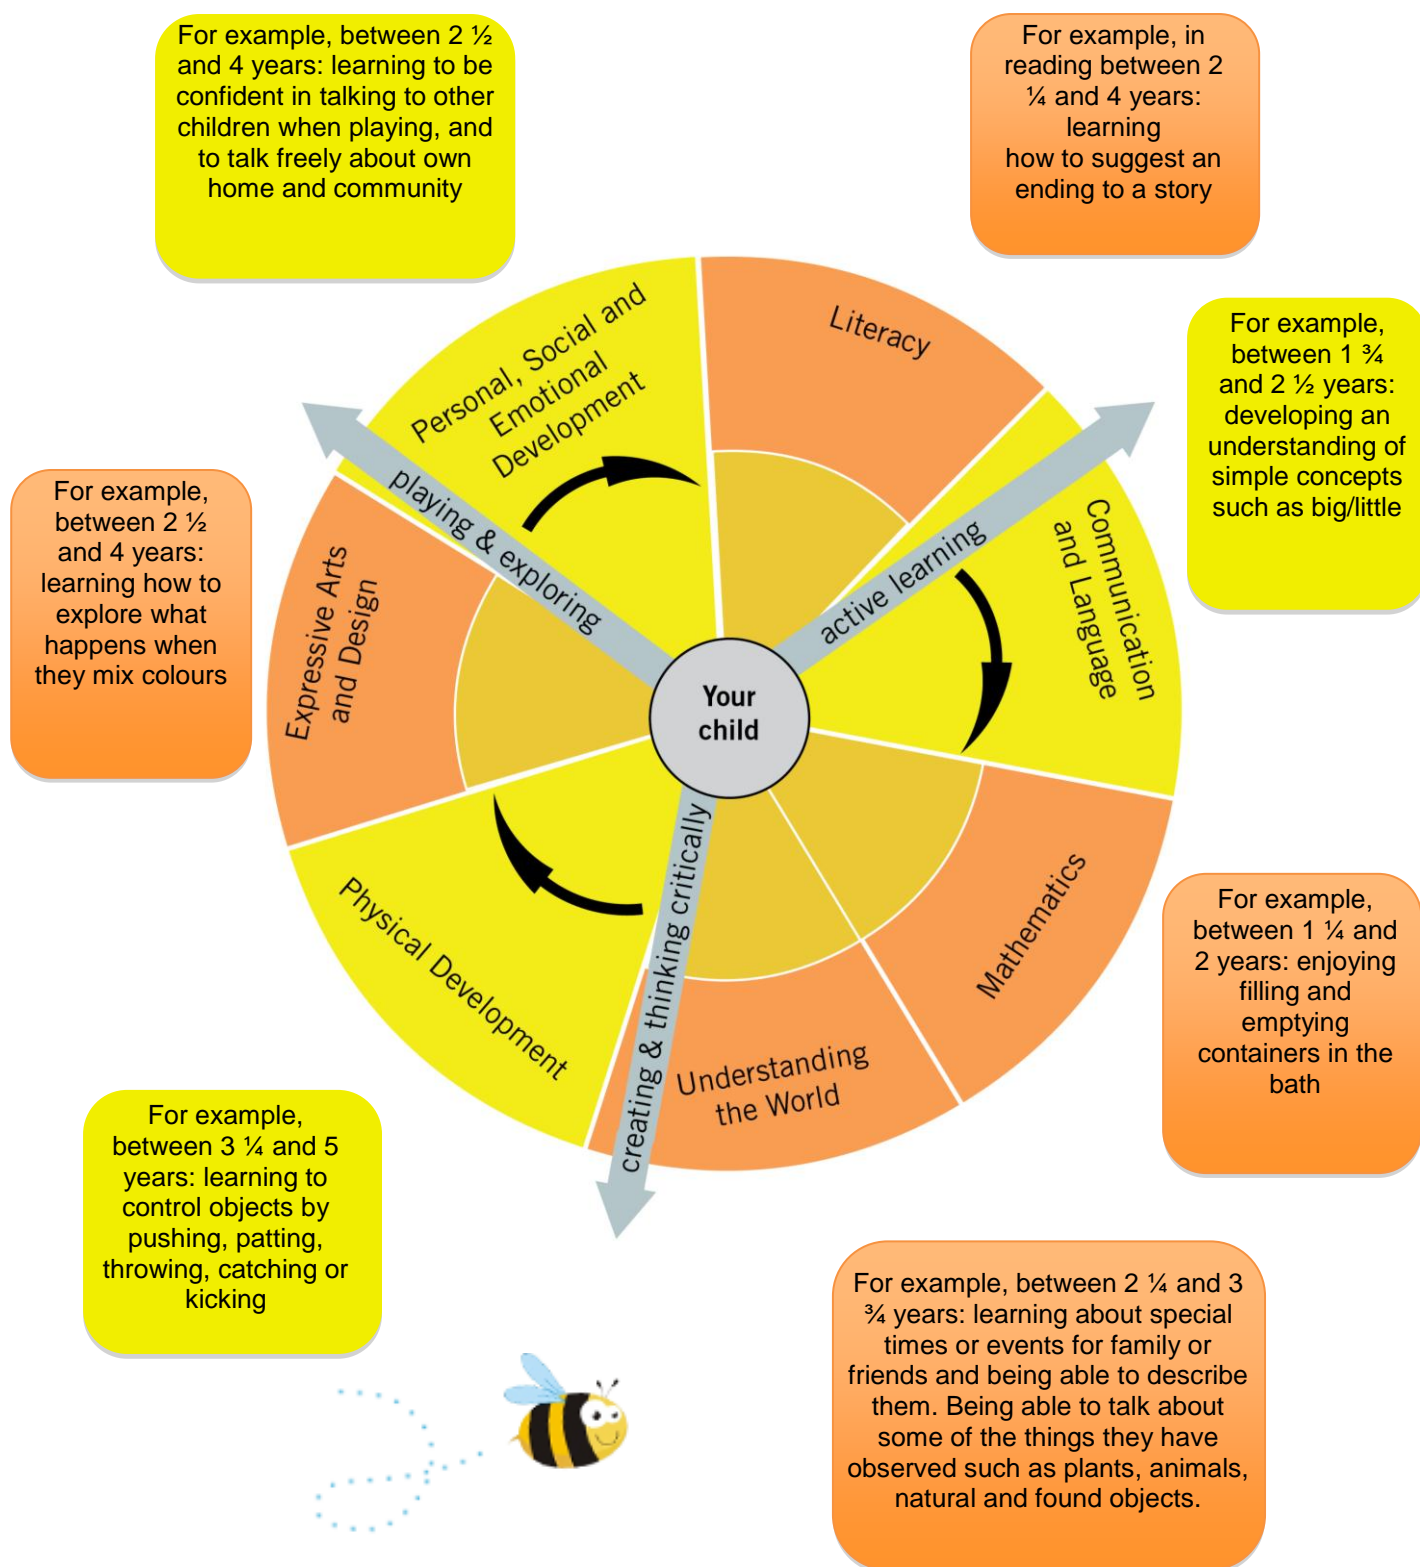 For example, between 2 ½
and 4 years: learning to be
confident in talking to other
children when playing, and
to talk freely about own
home and community
For example, in
reading between 2
¼ and 4 years:
learning
how to suggest an
ending to a story
For example,
between 1 ¾
and 2 ½ years:
developing an
understanding of
simple concepts
such as big/little
For example,
between 2 ½
and 4 years:
learning how to
explore what
happens when
they mix colours
Personal, Social and
Emotional
Development
Literacy
Communication
and Language
Expressive Arts
and Design
playing & exploring
active learning
Your
child
creating & thinking critically
Physical Development
Mathematics
Understanding
the World
For example,
between 1 ¼ and
2 years: enjoying
filling and
emptying
containers in the
bath
For example,
between 3 ¼ and 5
years: learning to
control objects by
pushing, patting,
throwing, catching or
kicking
For example, between 2 ¼ and 3
¾ years: learning about special
times or events for family or
friends and being able to describe
them. Being able to talk about
some of the things they have
observed such as plants, animals,
natural and found objects.